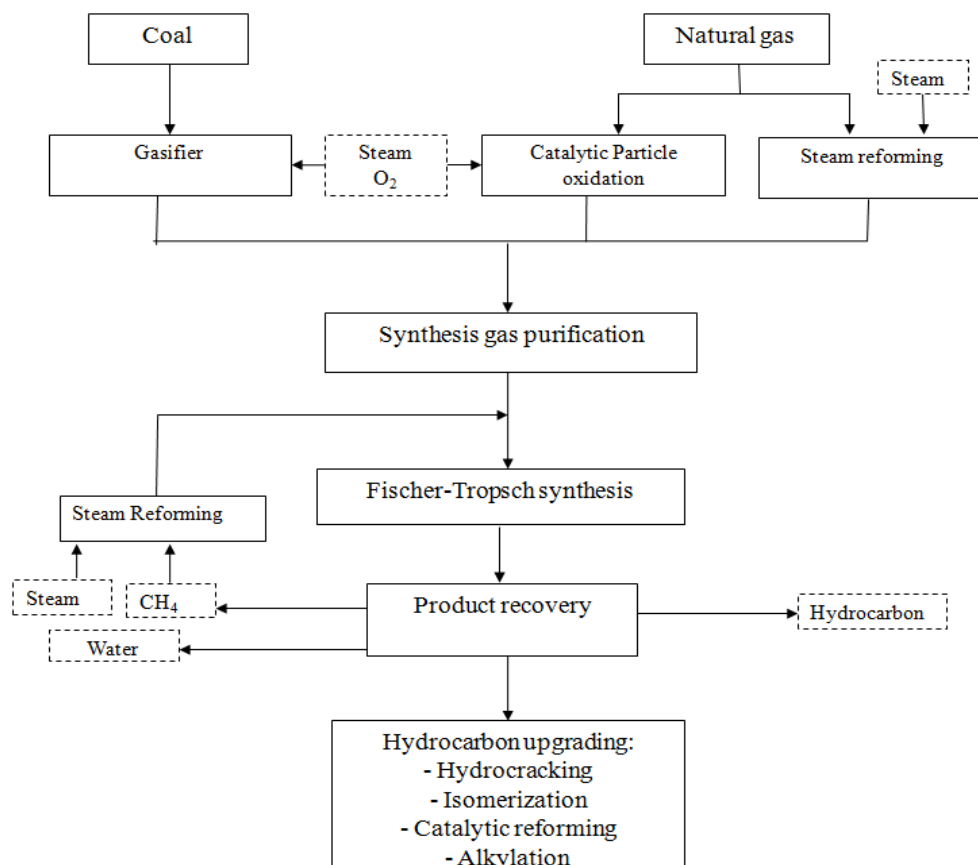 Coal
Natural gas
Steam
Gasifier
Steam
O₂
Catalytic Particle
oxidation
Steam reforming
Synthesis gas purification
Fischer-Tropsch synthesis
Steam Reforming
Steam
CH₄
Product recovery
Hydrocarbon
Water
Hydrocarbon upgrading:
- Hydrocracking
- Isomerization
- Catalytic reforming
- Alkylation